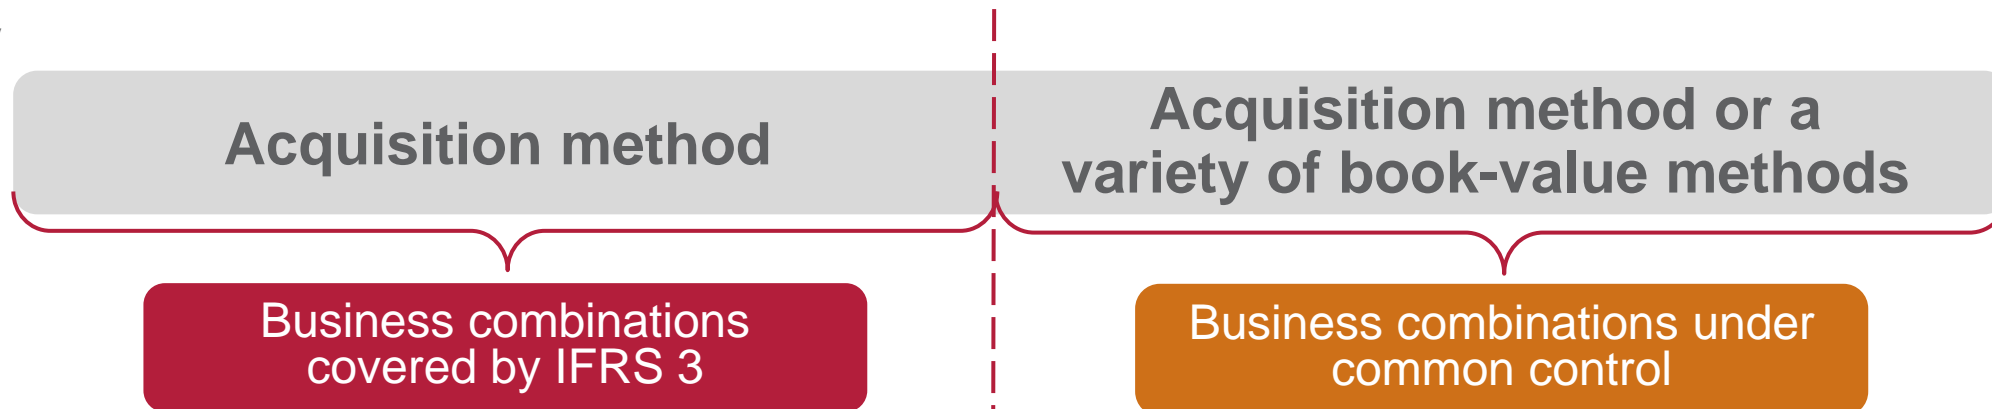 Acquisition method
Acquisition method or a
variety of book-value methods
Business combinations
covered by IFRS 3
Business combinations under
common control